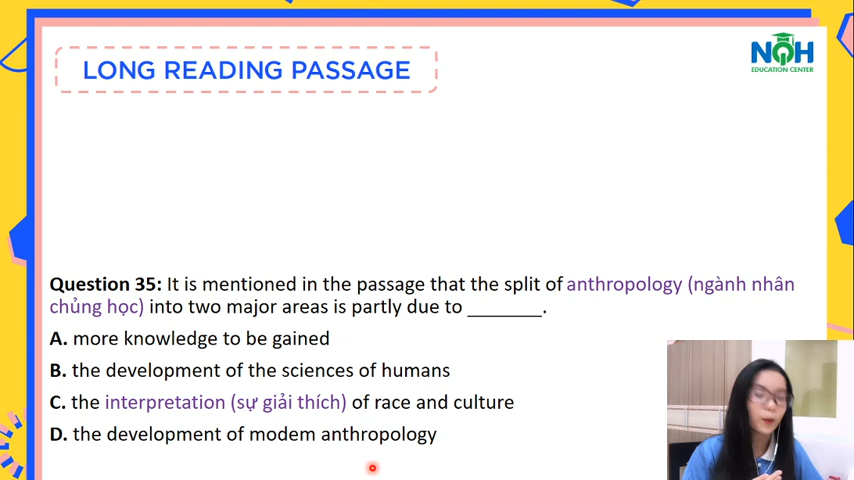 LONG READING PASSAGE
NQH
EDUCATION CENTER
Question 35: It is mentioned in the passage that the split of anthropology (ngành nhân
chủng học) into two major areas is partly due to ________.
A. more knowledge to be gained
B. the development of the sciences of humans
C. the interpretation (sự giải thích) of race and culture
D. the development of modem anthropology